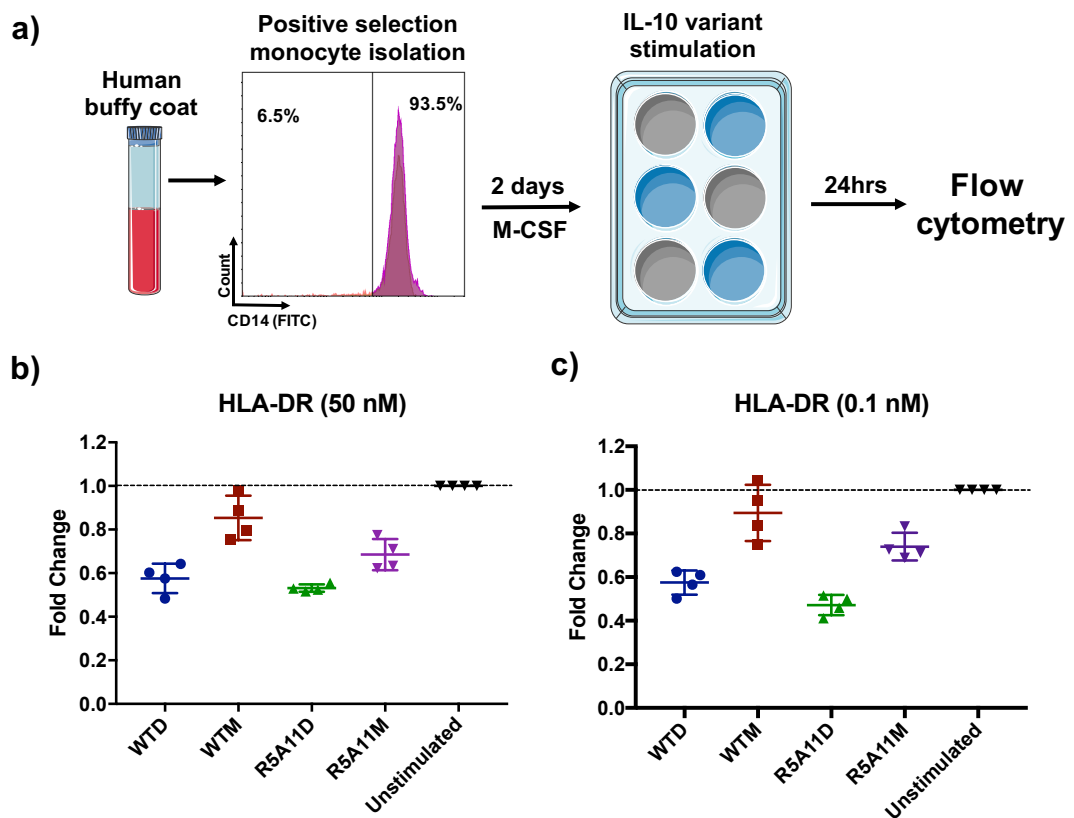 a)
Human
buffy coat
Positive selection
monocyte isolation
6.5%
93.5%
Count
CD14 (FITC)
2 days
M-CSF
IL-10 variant
stimulation
24hrs
Flow
cytometry
b)
HLA-DR (50 nM)
Fold Change
1.2
1.0
0.8
0.6
0.4
0.2
0.0
WTD
WTM
R5A11D
R5A11M
Unstimulated
c)
HLA-DR (0.1 nM)
Fold Change
1.2
1.0
0.8
0.6
0.4
0.2
0.0
WTD
WTM
R5A11D
R5A11M
Unstimulated